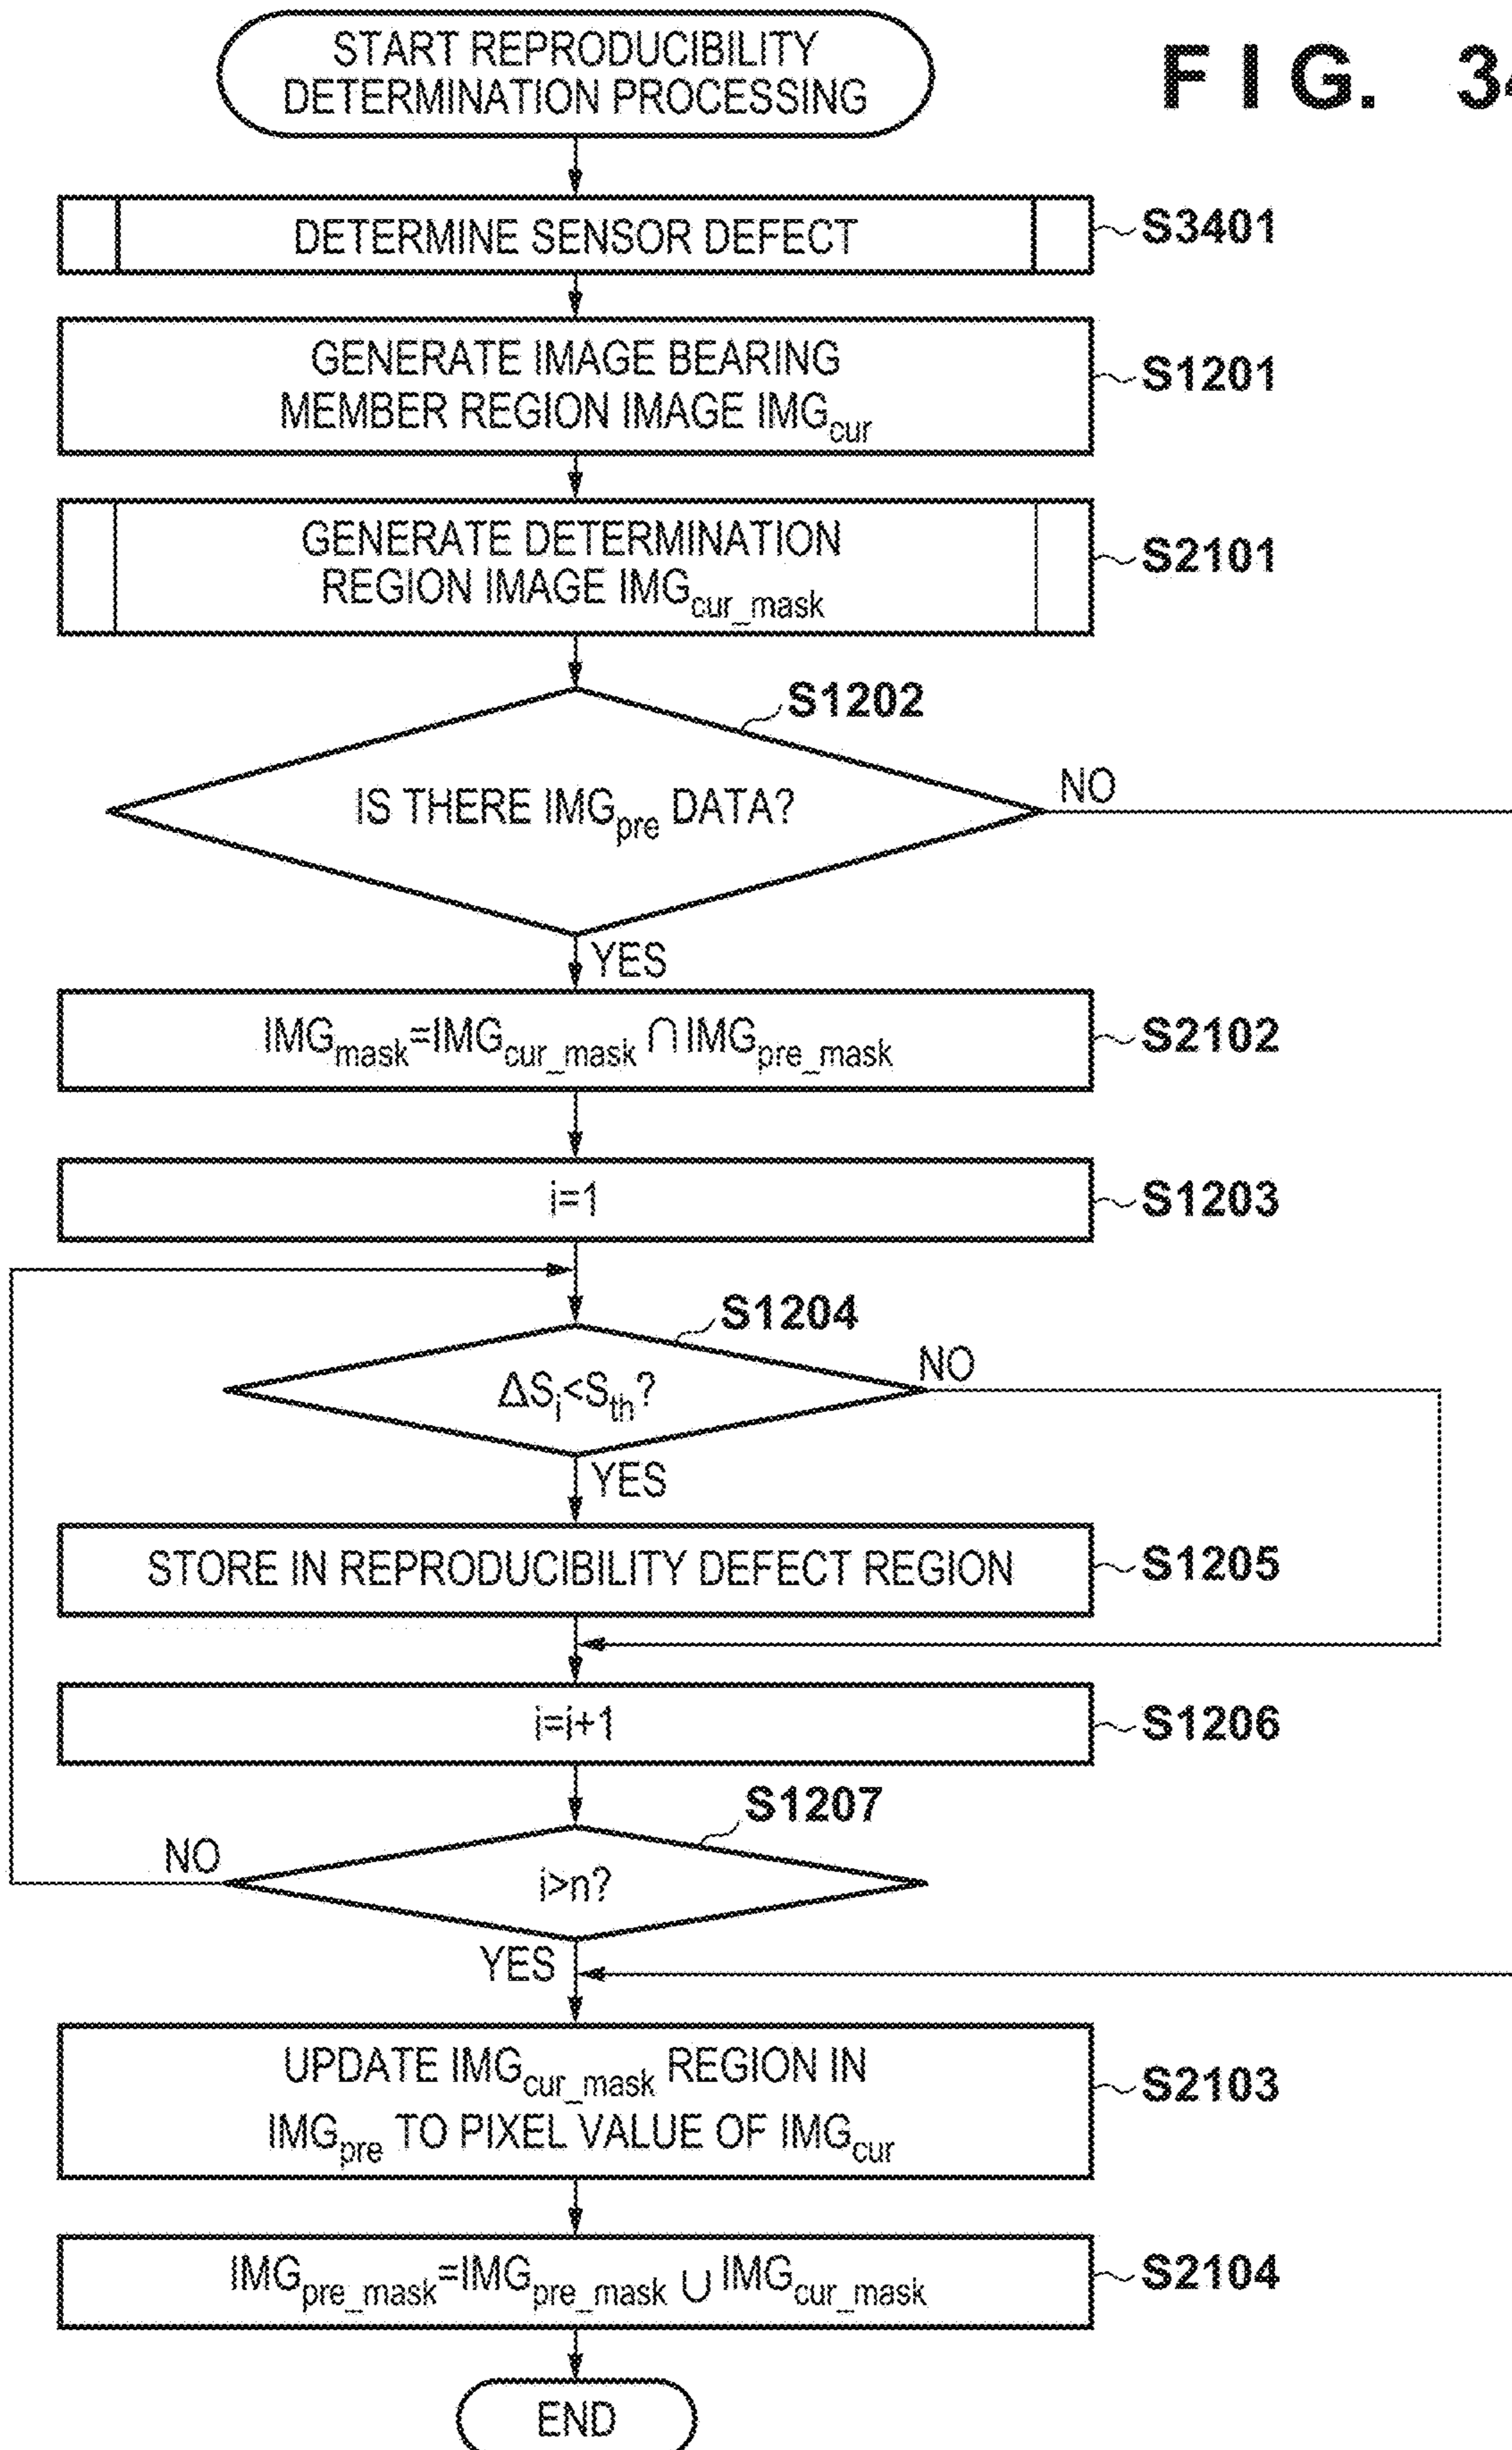 START REPRODUCIBILITY
DETERMINATION PROCESSING
FIG. 34
DETERMINE SENSOR DEFECT
S3401
GENERATE IMAGE BEARING
MEMBER REGION IMAGE IMGcur
S1201
GENERATE DETERMINATION
REGION IMAGE IMGcur_mask
S2101
S1202
IS THERE IMGpre DATA?
NO
YES
IMGmask=IMGcur_mask ∩ IMGpre_mask
S2102
i=1
S1203
S1204
ΔSi<Sth?
NO
YES
STORE IN REPRODUCIBILITY DEFECT REGION
S1205
i=i+1
S1206
S1207
NO
i>n?
YES
UPDATE IMGcur_mask REGION IN
IMGpre TO PIXEL VALUE OF IMGcur
S2103
IMGpre_mask=IMGpre_mask ∪ IMGcur_mask
S2104
END